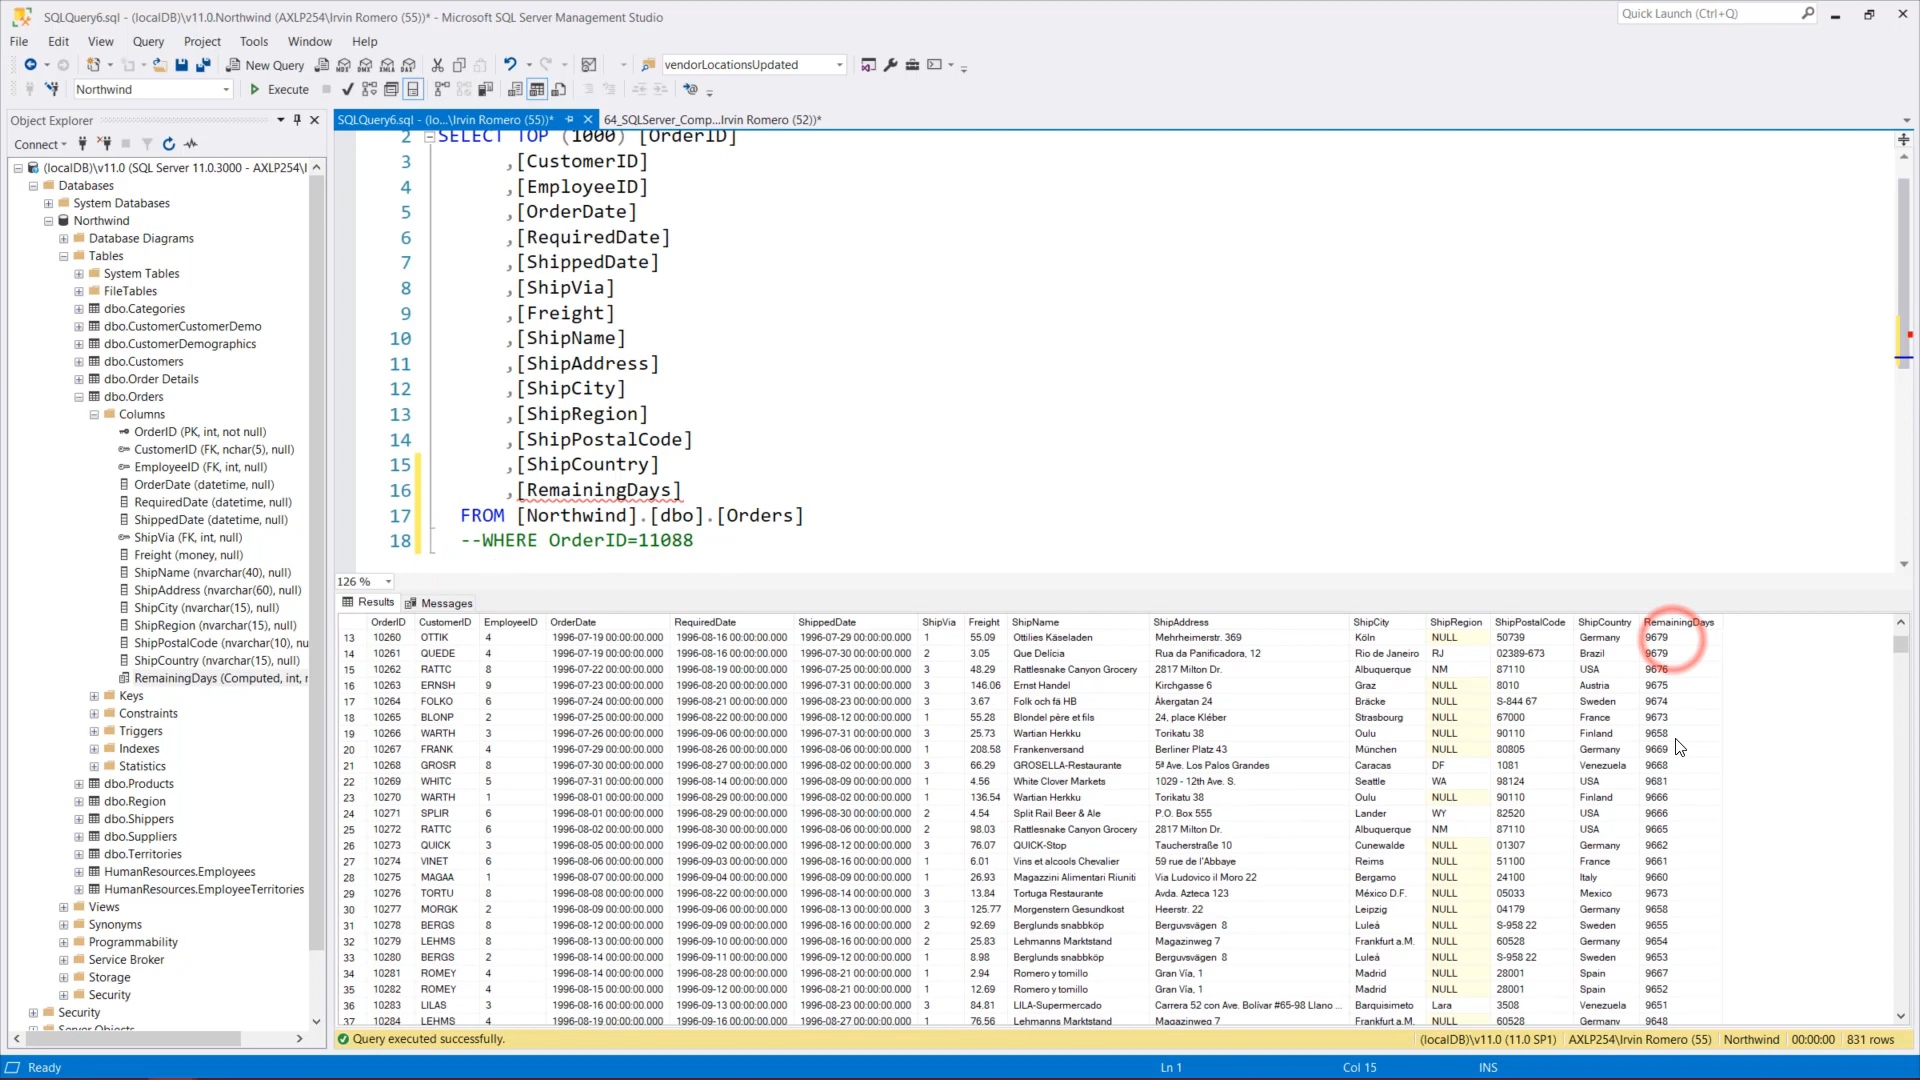 SQLQuery6.sql - (localDB)\v11.0.Northwind (AXLP254\Irvin Romero (55))* - Microsoft SQL Server Management Studio
Quick Launch (Ctrl+Q)
File Edit View Query Project Tools Window Help
New Query vendorLocationsUpdated
Northwind Execute
Object Explorer
Connect
(localDB)\v11.0 (SQL Server 11.0.3000 - AXLP254\I
Databases
System Databases
Northwind
Database Diagrams
Tables
System Tables
FileTables
dbo.Categories
dbo.CustomerCustomerDemo
dbo.CustomerDemographics
dbo.Customers
dbo.Order Details
dbo.Orders
Columns
OrderID (PK, int, not null)
CustomerID (FK, nchar(5), null)
EmployeeID (FK, int, null)
OrderDate (datetime, null)
RequiredDate (datetime, null)
ShippedDate (datetime, null)
ShipVia (FK, int, null)
Freight (money, null)
ShipName (nvarchar(40), null)
ShipAddress (nvarchar(60), null)
ShipCity (nvarchar(15), null)
ShipRegion (nvarchar(15), null)
ShipPostalCode (nvarchar(10), nu
ShipCountry (nvarchar(15), null)
RemainingDays (Computed, int, r
Keys
Constraints
Triggers
Indexes
Statistics
dbo.Products
dbo.Region
dbo.Shippers
dbo.Suppliers
dbo.Territories
HumanResources.Employees
HumanResources.EmployeeTerritories
Views
Synonyms
Programmability
Service Broker
Storage
Security
Security
Server Objects
SQLQuery6.sql - (lo...\Irvin Romero (55))* 64_SQLServer_Comp...Irvin Romero (52))*
2 SELECT TOP (1000) [OrderID]
3 ,[CustomerID]
4 ,[EmployeeID]
5 ,[OrderDate]
6 ,[RequiredDate]
7 ,[ShippedDate]
8 ,[ShipVia]
9 ,[Freight]
10 ,[ShipName]
11 ,[ShipAddress]
12 ,[ShipCity]
13 ,[ShipRegion]
14 ,[ShipPostalCode]
15 ,[ShipCountry]
16 ,[RemainingDays]
17 FROM [Northwind].[dbo].[Orders]
18 --WHERE OrderID=11088
126 %
Results Messages
OrderID CustomerID EmployeeID OrderDate RequiredDate ShippedDate ShipVia Freight ShipName ShipAddress ShipCity ShipRegion ShipPostalCode ShipCountry RemainingDays
13 10260 OTTIK 4 1996-07-19 00:00:00.000 1996-08-16 00:00:00.000 1996-07-29 00:00:00.000 1 55.09 Ottilies Käseladen Mehrheimerstr. 369 Köln NULL 50739 Germany 9679
14 10261 QUEDE 4 1996-07-19 00:00:00.000 1996-08-16 00:00:00.000 1996-07-30 00:00:00.000 2 3.05 Que Delícia Rua da Panificadora, 12 Rio de Janeiro RJ 02389-673 Brazil 9679
15 10262 RATTC 8 1996-07-22 00:00:00.000 1996-08-19 00:00:00.000 1996-07-25 00:00:00.000 3 48.29 Rattlesnake Canyon Grocery 2817 Milton Dr. Albuquerque NM 87110 USA 9676
16 10263 ERNSH 9 1996-07-23 00:00:00.000 1996-08-20 00:00:00.000 1996-07-31 00:00:00.000 3 146.06 Ernst Handel Kirchgasse 6 Graz NULL 8010 Austria 9675
17 10264 FOLKO 6 1996-07-24 00:00:00.000 1996-08-21 00:00:00.000 1996-08-23 00:00:00.000 3 3.67 Folk och fä HB Åkergatan 24 Bräcke NULL S-844 67 Sweden 9674
18 10265 BLONP 2 1996-07-25 00:00:00.000 1996-08-22 00:00:00.000 1996-08-12 00:00:00.000 1 55.28 Blondel père et fils 24, place Kléber Strasbourg NULL 67000 France 9673
19 10266 WARTH 3 1996-07-26 00:00:00.000 1996-09-06 00:00:00.000 1996-07-31 00:00:00.000 3 25.73 Wartian Herkku Torikatu 38 Oulu NULL 90110 Finland 9658
20 10267 FRANK 4 1996-07-29 00:00:00.000 1996-08-26 00:00:00.000 1996-08-06 00:00:00.000 1 208.58 Frankenversand Berliner Platz 43 München NULL 80805 Germany 9669
21 10268 GROSR 8 1996-07-30 00:00:00.000 1996-08-27 00:00:00.000 1996-08-02 00:00:00.000 3 66.29 GROSELLA-Restaurante 5ª Ave. Los Palos Grandes Caracas DF 1081 Venezuela 9668
22 10269 WHITC 5 1996-07-31 00:00:00.000 1996-08-14 00:00:00.000 1996-08-09 00:00:00.000 1 4.56 White Clover Markets 1029 - 12th Ave. S. Seattle WA 98124 USA 9681
23 10270 WARTH 1 1996-08-01 00:00:00.000 1996-08-29 00:00:00.000 1996-08-02 00:00:00.000 1 136.54 Wartian Herkku Torikatu 38 Oulu NULL 90110 Finland 9666
24 10271 SPLIR 6 1996-08-01 00:00:00.000 1996-08-29 00:00:00.000 1996-08-30 00:00:00.000 2 4.54 Split Rail Beer & Ale P.O. Box 555 Lander WY 82520 USA 9666
25 10272 RATTC 6 1996-08-02 00:00:00.000 1996-08-30 00:00:00.000 1996-08-06 00:00:00.000 2 98.03 Rattlesnake Canyon Grocery 2817 Milton Dr. Albuquerque NM 87110 USA 9665
26 10273 QUICK 3 1996-08-05 00:00:00.000 1996-09-02 00:00:00.000 1996-08-12 00:00:00.000 3 76.07 QUICK-Stop Taucherstraße 10 Cunewalde NULL 01307 Germany 9662
27 10274 VINET 6 1996-08-06 00:00:00.000 1996-09-03 00:00:00.000 1996-08-16 00:00:00.000 1 6.01 Vins et alcools Chevalier 59 rue de l'Abbaye Reims NULL 51100 France 9661
28 10275 MAGAA 1 1996-08-07 00:00:00.000 1996-09-04 00:00:00.000 1996-08-09 00:00:00.000 1 26.93 Magazzini Alimentari Riuniti Via Ludovico il Moro 22 Bergamo NULL 24100 Italy 9660
29 10276 TORTU 8 1996-08-08 00:00:00.000 1996-08-22 00:00:00.000 1996-08-14 00:00:00.000 3 13.84 Tortuga Restaurante Avda. Azteca 123 México D.F. NULL 05033 Mexico 9673
30 10277 MORGK 2 1996-08-09 00:00:00.000 1996-09-06 00:00:00.000 1996-08-13 00:00:00.000 3 125.77 Morgenstern Gesundkost Heerstr. 22 Leipzig NULL 04179 Germany 9658
31 10278 BERGS 8 1996-08-12 00:00:00.000 1996-09-09 00:00:00.000 1996-08-16 00:00:00.000 2 92.69 Berglunds snabbköp Berguvsvägen 8 Luleå NULL S-958 22 Sweden 9655
32 10279 LEHMS 8 1996-08-13 00:00:00.000 1996-09-10 00:00:00.000 1996-08-16 00:00:00.000 2 25.83 Lehmanns Marktstand Magazinweg 7 Frankfurt a.M. NULL 60528 Germany 9654
33 10280 BERGS 2 1996-08-14 00:00:00.000 1996-09-11 00:00:00.000 1996-09-12 00:00:00.000 1 8.98 Berglunds snabbköp Berguvsvägen 8 Luleå NULL S-958 22 Sweden 9653
34 10281 ROMEY 4 1996-08-14 00:00:00.000 1996-08-28 00:00:00.000 1996-08-21 00:00:00.000 1 2.94 Romero y tomillo Gran Vía, 1 Madrid NULL 28001 Spain 9667
35 10282 ROMEY 4 1996-08-15 00:00:00.000 1996-09-12 00:00:00.000 1996-08-21 00:00:00.000 1 12.69 Romero y tomillo Gran Vía, 1 Madrid NULL 28001 Spain 9652
36 10283 LILAS 3 1996-08-16 00:00:00.000 1996-09-13 00:00:00.000 1996-08-23 00:00:00.000 3 84.81 LILA-Supermercado Carrera 52 con Ave. Bolívar #65-98 Llano ... Barquisimeto Lara 3508 Venezuela 9651
37 10284 LEHMS 4 1996-08-19 00:00:00.000 1996-09-16 00:00:00.000 1996-08-27 00:00:00.000 1 76.56 Lehmanns Marktstand Magazinweg 7 Frankfurt a.M. NULL 60528 Germany 9648
Query executed successfully. (localDB)\v11.0 (11.0 SP1) AXLP254\Irvin Romero (55) Northwind 00:00:00 831 rows
Ready Ln 1 Col 15 INS